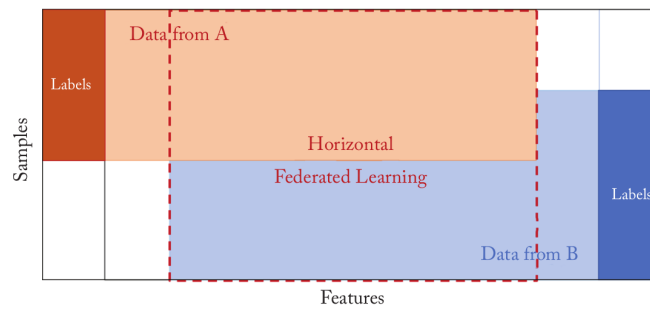 Data from A
Labels
Horizontal
Federated Learning
Samples
Labels
Data from B
Features